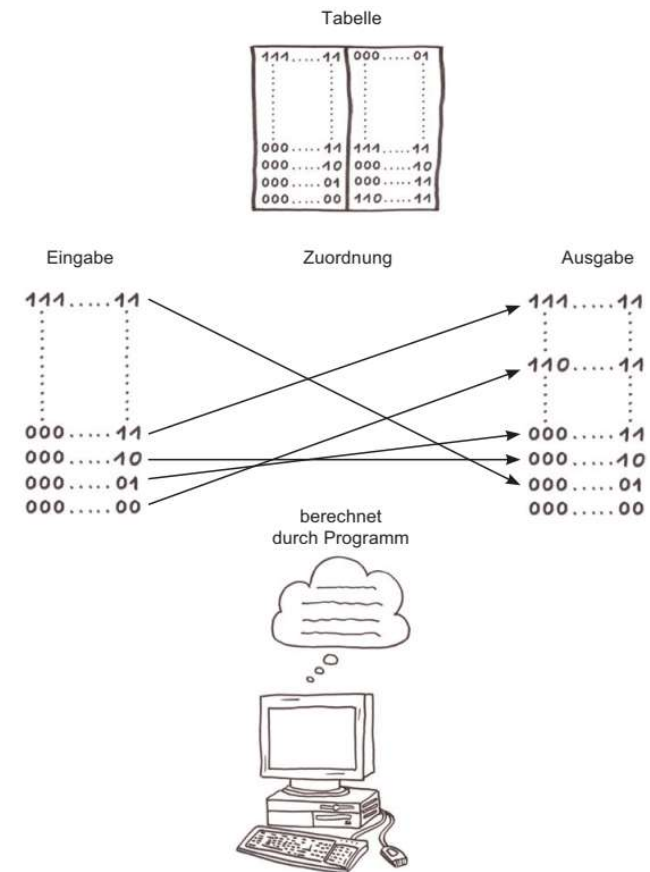 Tabelle
111.....11 000.....01
000.....11 111.....11
000.....10 000.....10
000.....01 000.....11
000.....00 110.....11
Eingabe Zuordnung Ausgabe
111.....11 111.....11
110.....11
000.....11 000.....11
000.....10 000.....10
000.....01 000.....01
000.....00 000.....00
berechnet
durch Programm